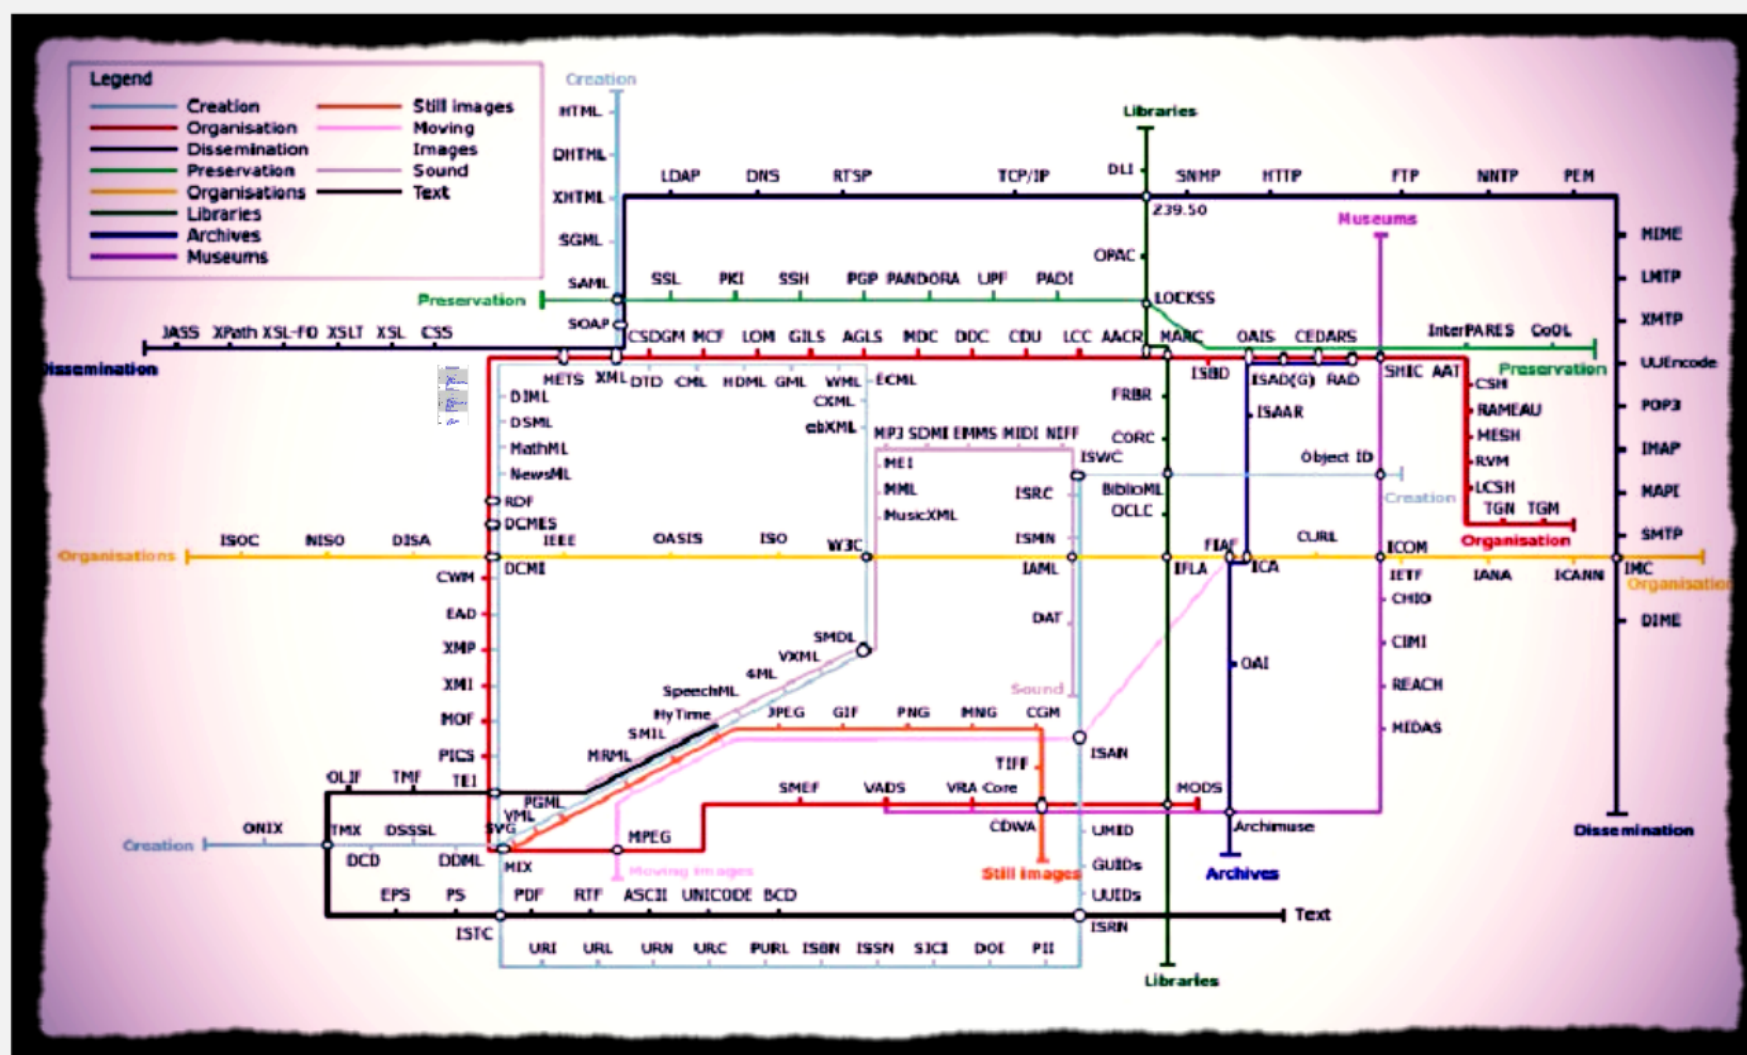 Legend
Creation
Organisation
Dissemination
Preservation
Organisations
Libraries
Archives
Museums
Still images
Moving
Images
Sound
Text
Creation
HTML
DHTML
XHTML
SGML
SAML
SOAP
Libraries
DLI
LDAP DNS RTSP TCP/IP SNMP HTTP FTP NNTP PEM
Z39.50
OPAC
Museums
MIME
LMTP
XMTP
UUEncode
POP3
IMAP
MAPI
SMTP
IMC
DIME
Dissemination
Preservation
SSL PKI SSH PGP PANDORA UPF PADI LOCKSS
JASS XPath XSL-FO XSLT XSL CSS
issemination
CSDGM MCF LOM GILS AGLS MDC DDC CDU LCC AACR MARC
OAIS CEDARS InterPARES CoOL
Preservation
METS XML DTD CML HDML GML WML ECML
CXML
ebXML
ISBD ISAD(G) RAD SHIC AAT
ISAAR
CSH
RAMEAU
MESH
RVM
LCSH
TGN TGM
Organisation
DIML
DSML
MathML
NewsML
RDF
DCMES
DCMI
FRBR
CORC
BiblioML
OCLC
MP3 SDMI EMMS MIDI NIFF
MEI
MML
MusicXML
ISWC
ISRC
ISMN
IAML
DAT
Sound
Object ID
Creation
Organisations
ISOC NISO DISA IEEE OASIS ISO W3C
IFLA FIAF ICA CURL ICOM
IETF IANA ICANN
Organisation
CHIO
CIMI
REACH
MIDAS
OAI
CWM
EAD
XMP
XMI
MOF
PICS
TEI
SMDL
VXML
4ML
SpeechML
HyTime
SMIL
MRML
PGML
VML
SVG
JPEG GIF PNG MNG CGM
ISAN
TIFF
OLIF TMF
SMEF VADS VRA Core MODS
CDWA
Archimuse
Archives
Creation
ONIX TMX DSSSL
DCD DDML
MIX
MPEG
Moving Images
Still images
UMID
GUIDs
UUIDs
ISRN
EPS PS PDF RTF ASCII UNICODE BCD
Text
ISTC
URI URL URN URC PURL ISBN ISSN SICI DOI PII
Libraries